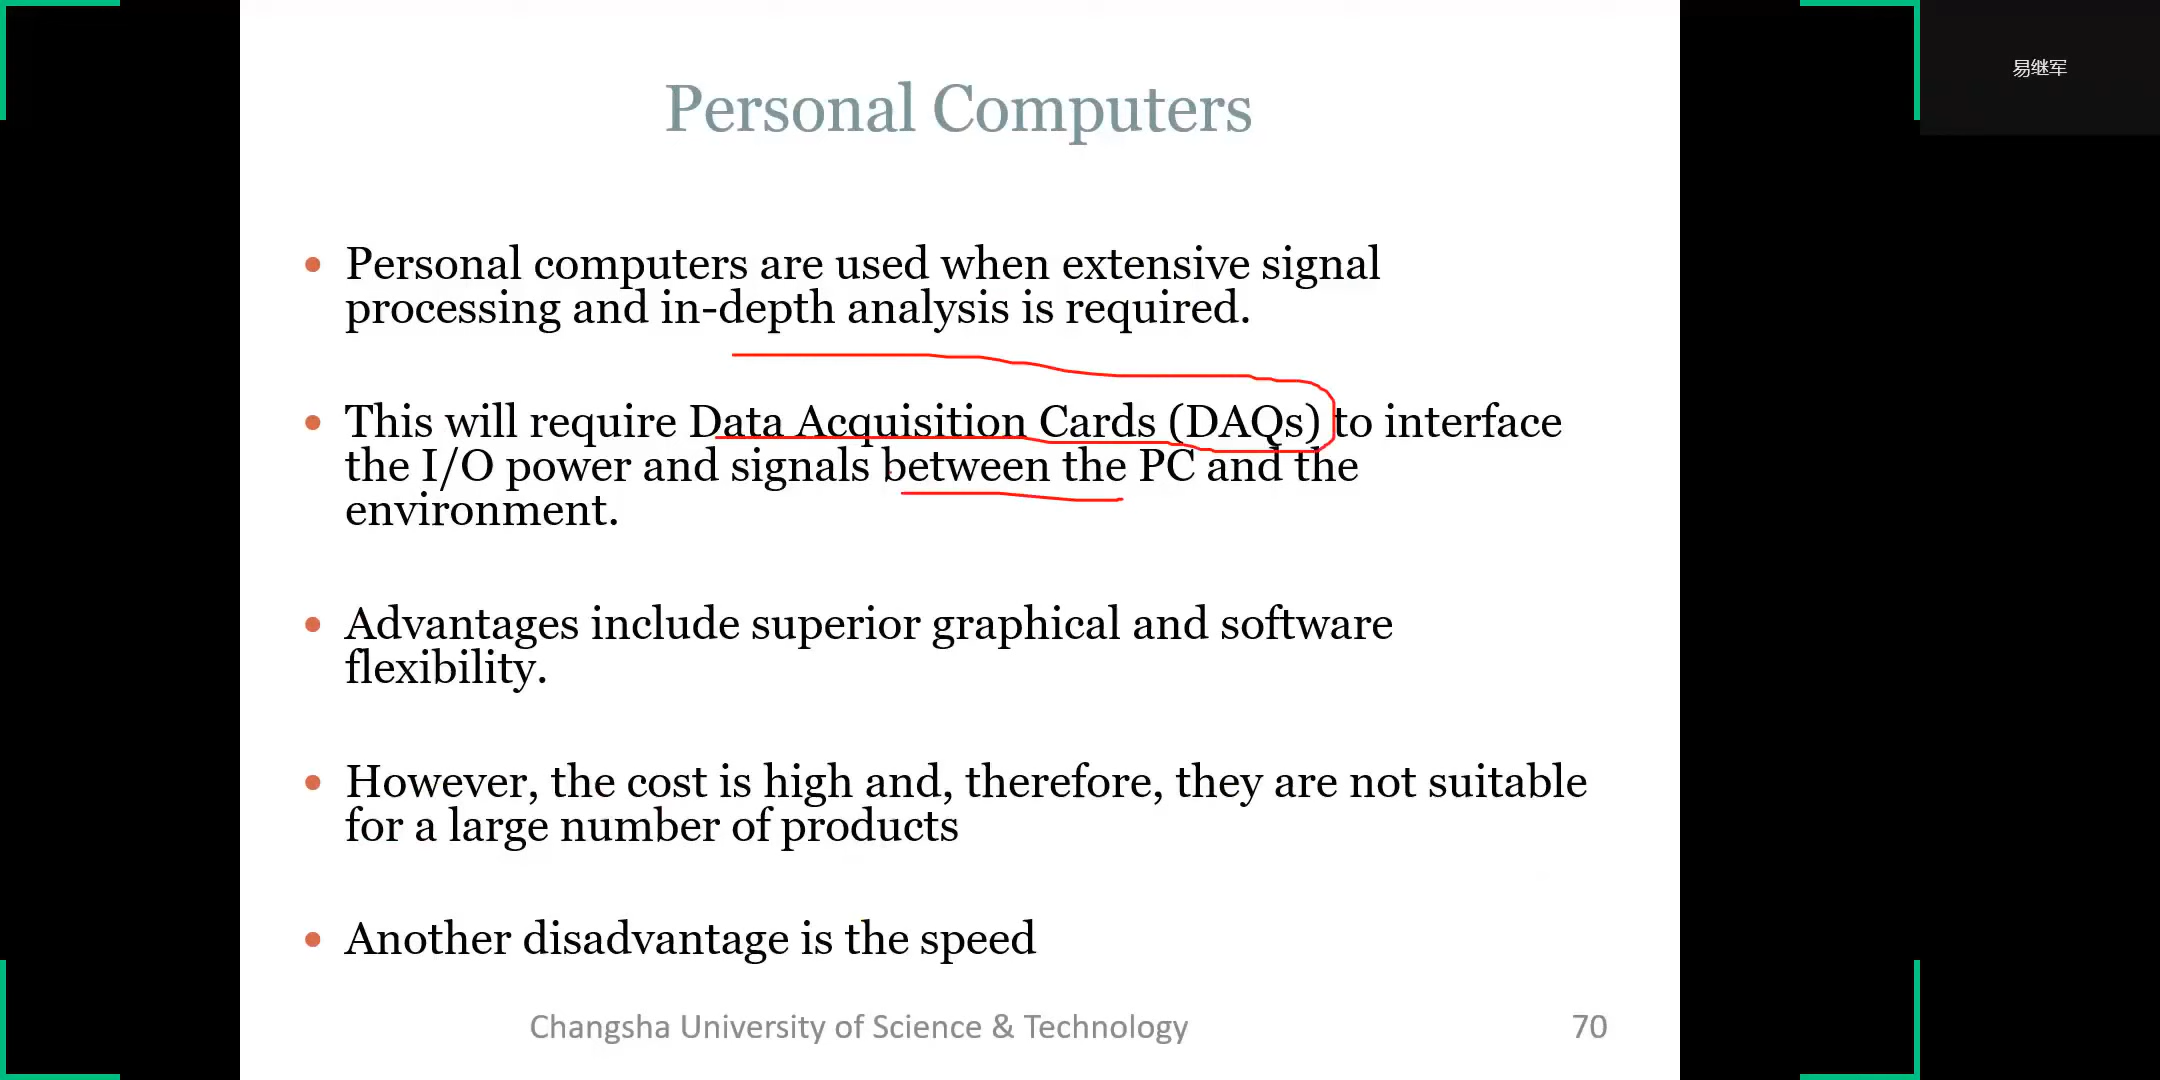 易继军
Personal Computers
• Personal computers are used when extensive signal
processing and in-depth analysis is required.
• This will require Data Acquisition Cards (DAQs) to interface
the I/O power and signals between the PC and the
environment.
• Advantages include superior graphical and software
flexibility.
• However, the cost is high and, therefore, they are not suitable
for a large number of products
• Another disadvantage is the speed
Changsha University of Science & Technology
70